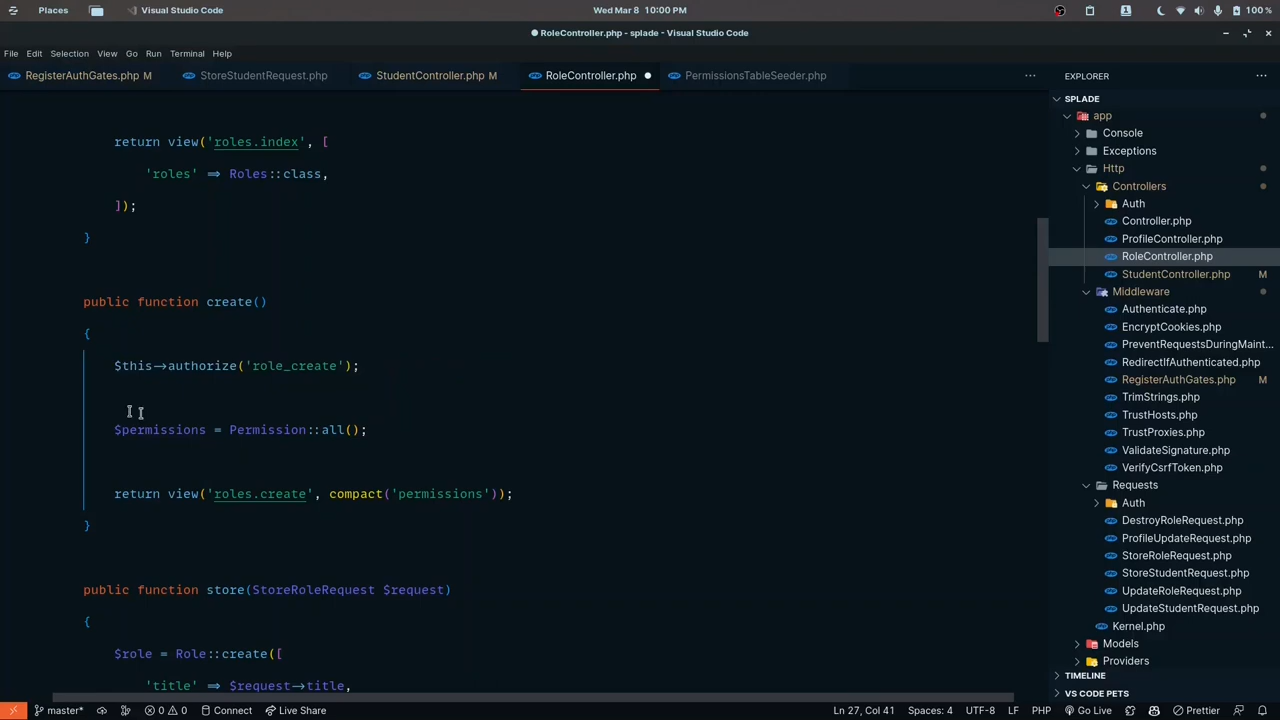 Places
Visual Studio Code
Wed Mar 8 10:00 PM
100 %
RoleController.php - splade - Visual Studio Code
File Edit Selection View Go Run Terminal Help
RegisterAuthGates.php M
StoreStudentRequest.php
StudentController.php M
RoleController.php
PermissionsTableSeeder.php
return view('roles.index', [
'roles' => Roles::class,
]);
}
public function create()
{
$this->authorize('role_create');
$permissions = Permission::all();
return view('roles.create', compact('permissions'));
}
public function store(StoreRoleRequest $request)
{
$role = Role::create([
'title' => $request->title,
EXPLORER
SPLADE
app
Console
Exceptions
Http
Controllers
Auth
Controller.php
ProfileController.php
RoleController.php
StudentController.php M
Middleware
Authenticate.php
EncryptCookies.php
PreventRequestsDuringMaint...
RedirectIfAuthenticated.php
RegisterAuthGates.php M
TrimStrings.php
TrustHosts.php
TrustProxies.php
ValidateSignature.php
VerifyCsrfToken.php
Requests
Auth
DestroyRoleRequest.php
ProfileUpdateRequest.php
StoreRoleRequest.php
StoreStudentRequest.php
UpdateRoleRequest.php
UpdateStudentRequest.php
Kernel.php
Models
Providers
TIMELINE
VS CODE PETS
master* 0 0 Connect Live Share Ln 27, Col 41 Spaces: 4 UTF-8 LF PHP Go Live Prettier